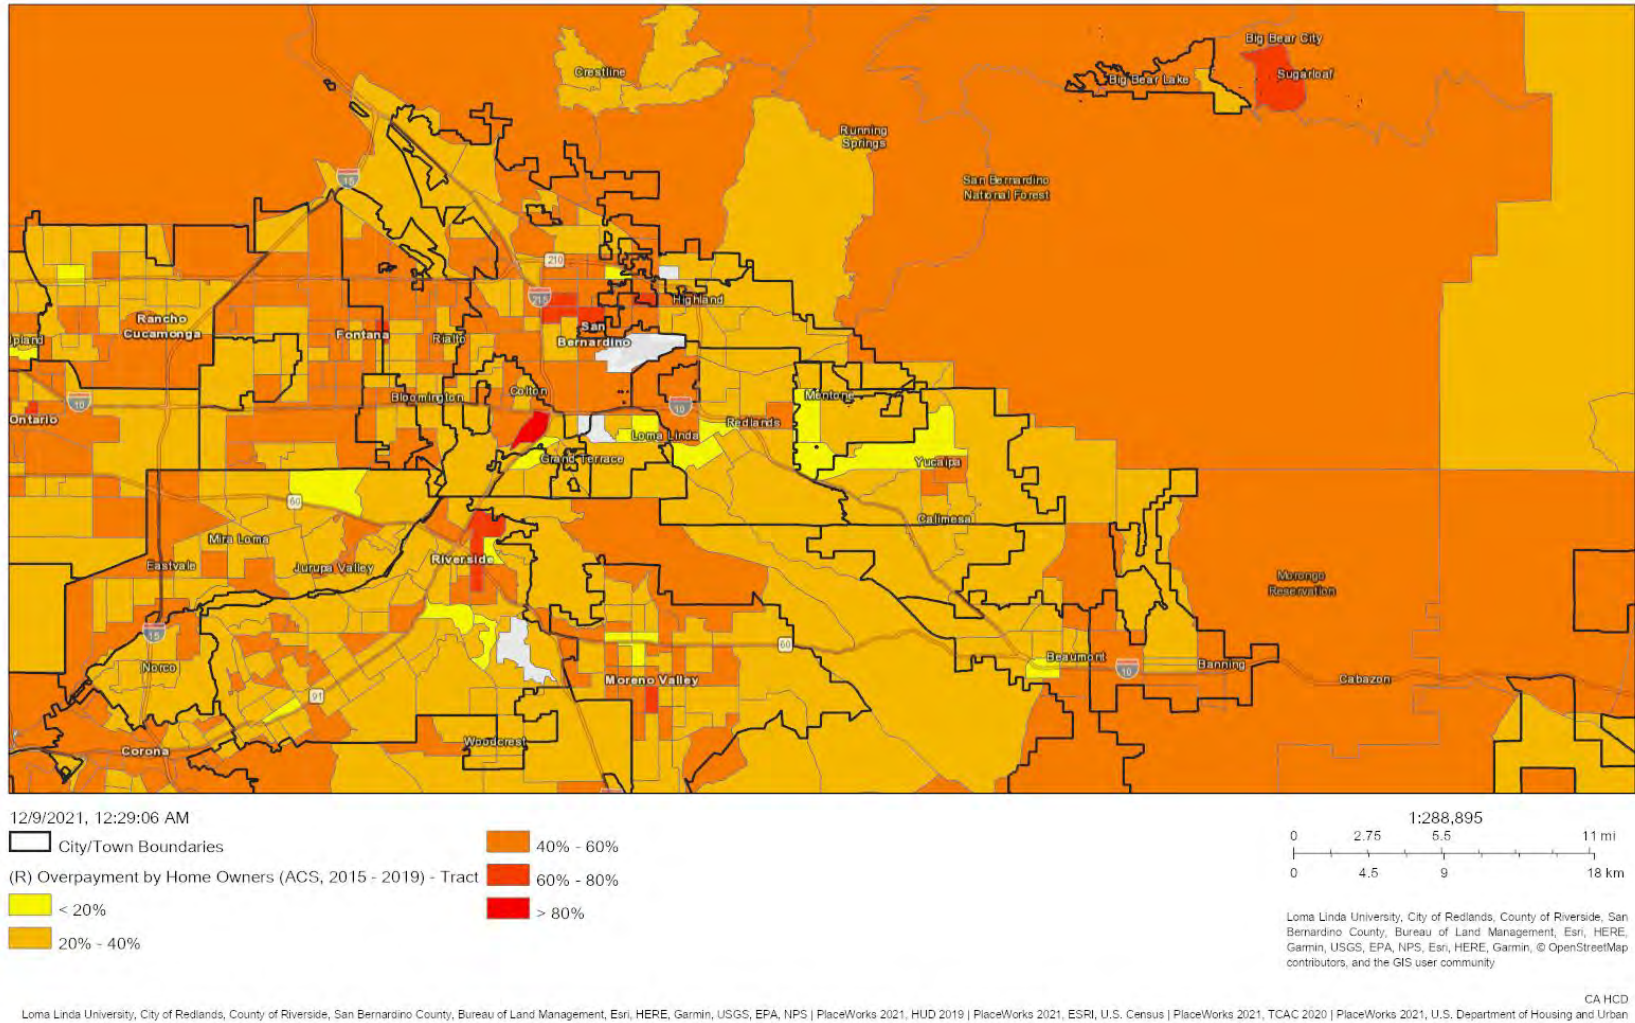 Big Bear City
Crestline
Big Bear Lake
Sugarloaf
Running
Springs
San Bernardino
National Forest
15
210
215
Highland
Rancho
Cucamonga
Fontana
Rialto
San
Bernardino
pland
10
Ontario
Bloomington
Colton
10
Mentone
Redlands
Loma Linda
Grand Terrace
Yucaipa
60
Calimesa
Mira Loma
Riverside
Eastvale
Jurupa Valley
Morongo
Reservation
15
60
Norco
Beaumont
10
Banning
Moreno Valley
Cabazon
91
Corona
Woodcrest
12/9/2021, 12:29:06 AM
City/Town Boundaries
(R) Overpayment by Home Owners (ACS, 2015 - 2019) - Tract
< 20%
20% - 40%
40% - 60%
60% - 80%
> 80%
1:288,895
0 2.75 5.5 11 mi
0 4.5 9 18 km
Loma Linda University, City of Redlands, County of Riverside, San
Bernardino County, Bureau of Land Management, Esri, HERE,
Garmin, USGS, EPA, NPS, Esri, HERE, Garmin, © OpenStreetMap
contributors, and the GIS user community
CA HCD
Loma Linda University, City of Redlands, County of Riverside, San Bernardino County, Bureau of Land Management, Esri, HERE, Garmin, USGS, EPA, NPS | PlaceWorks 2021, HUD 2019 | PlaceWorks 2021, ESRI, U.S. Census | PlaceWorks 2021, TCAC 2020 | PlaceWorks 2021, U.S. Department of Housing and Urban